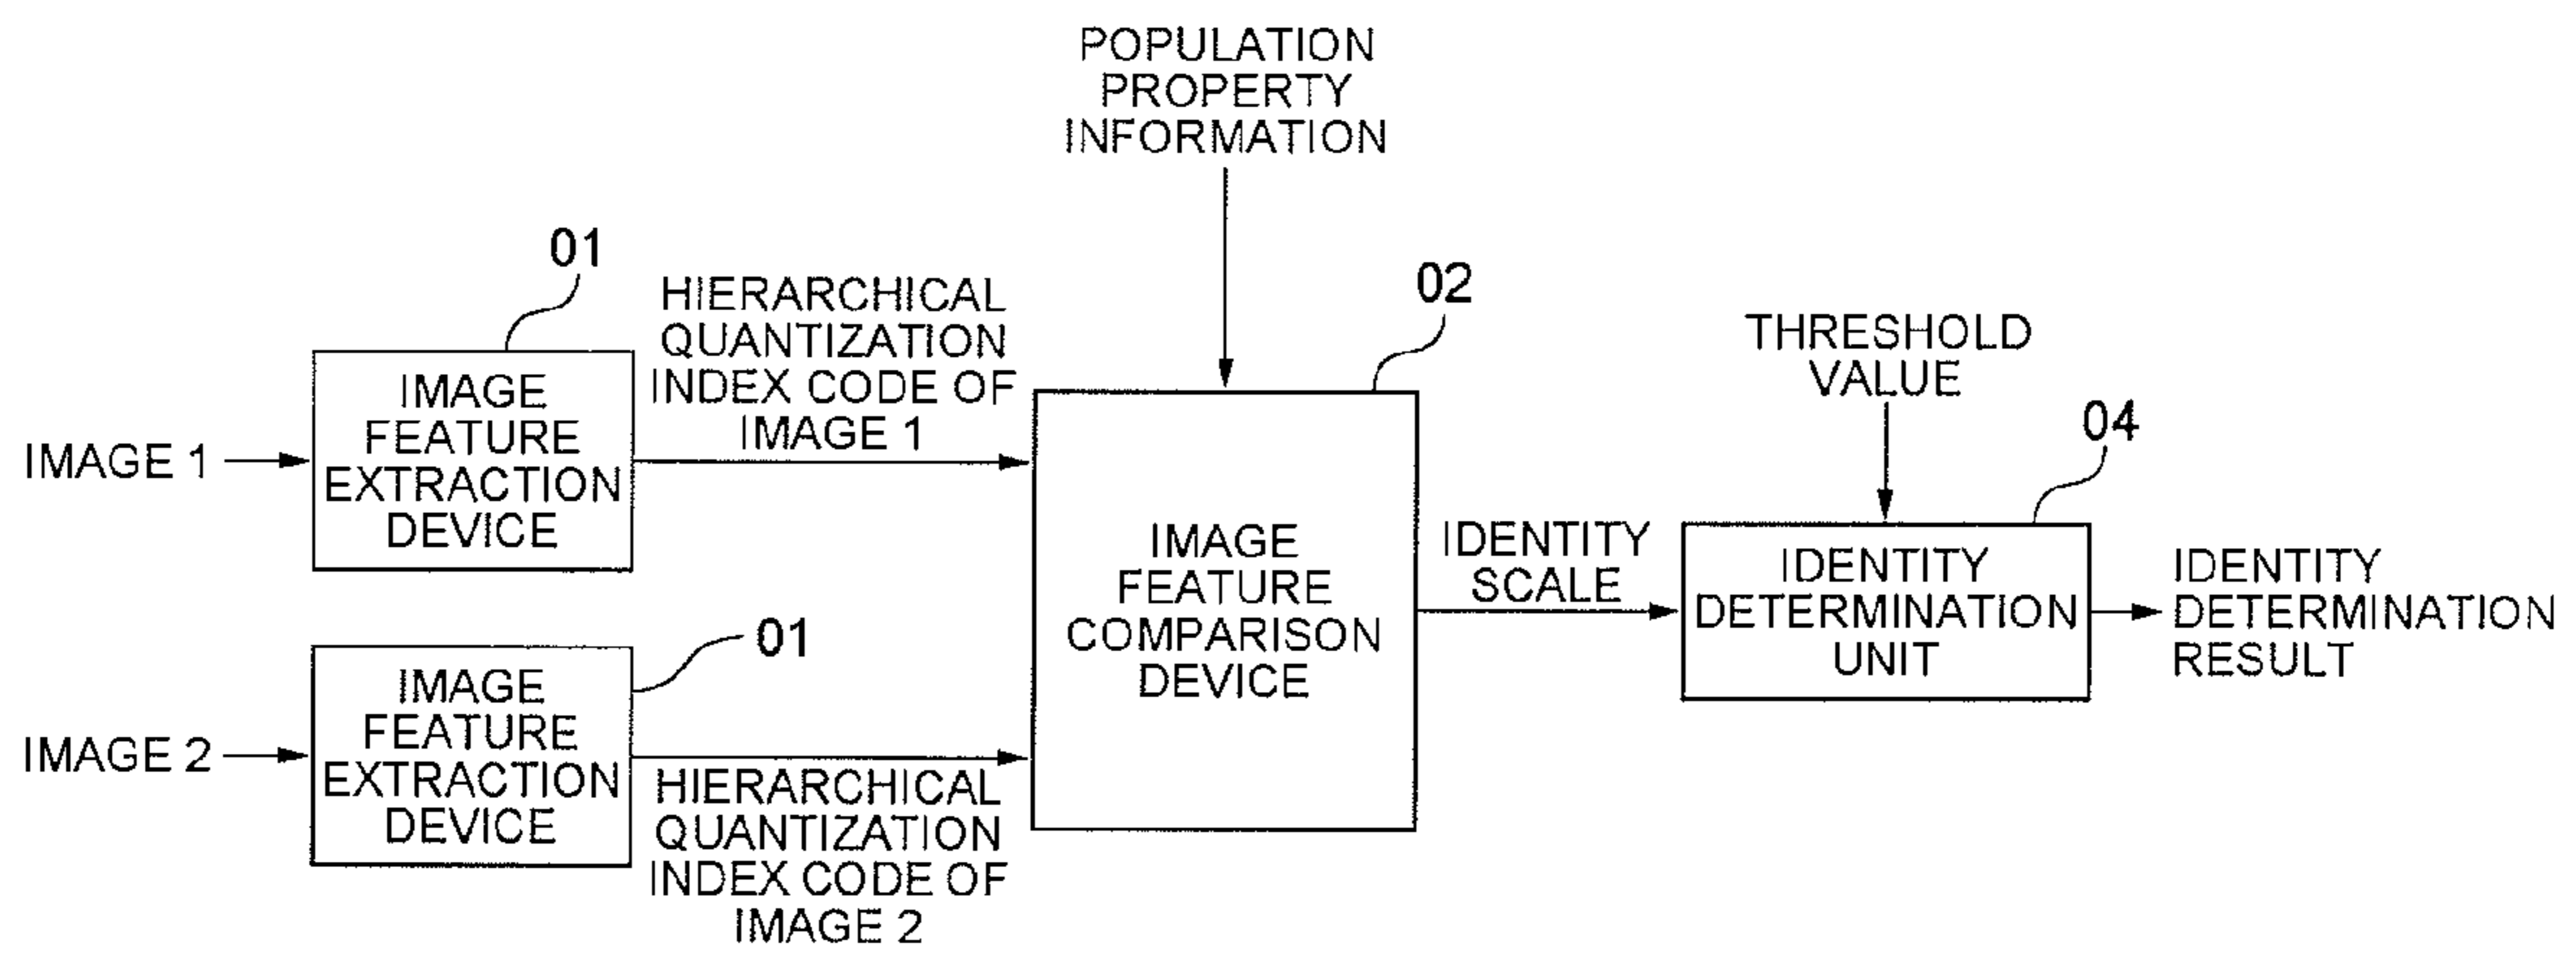 POPULATION
PROPERTY
INFORMATION
01
HIERARCHICAL
QUANTIZATION
INDEX CODE OF
IMAGE 1
IMAGE 1
IMAGE
FEATURE
EXTRACTION
DEVICE
02
THRESHOLD
VALUE
04
IMAGE
FEATURE
COMPARISON
DEVICE
IDENTITY
SCALE
IDENTITY
DETERMINATION
UNIT
IDENTITY
DETERMINATION
RESULT
01
IMAGE 2
IMAGE
FEATURE
EXTRACTION
DEVICE
HIERARCHICAL
QUANTIZATION
INDEX CODE OF
IMAGE 2